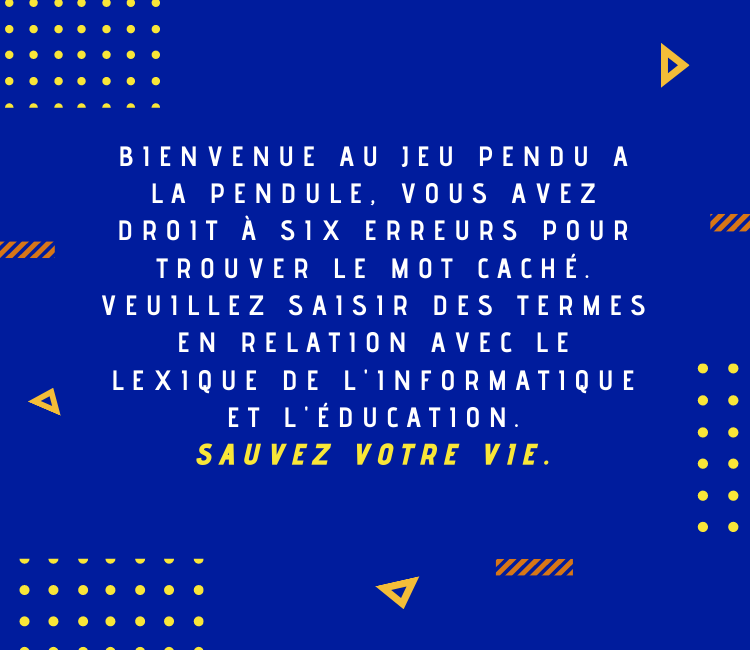 BIENVENUE AU JEU PENDU A
LA PENDULE, VOUS AVEZ
DROIT À SIX ERREURS POUR
TROUVER LE MOT CACHÉ.
VEUILLEZ SAISIR DES TERMES
EN RELATION AVEC LE
LEXIQUE DE L'INFORMATIQUE
ET L'ÉDUCATION.
SAUVEZ VOTRE VIE.